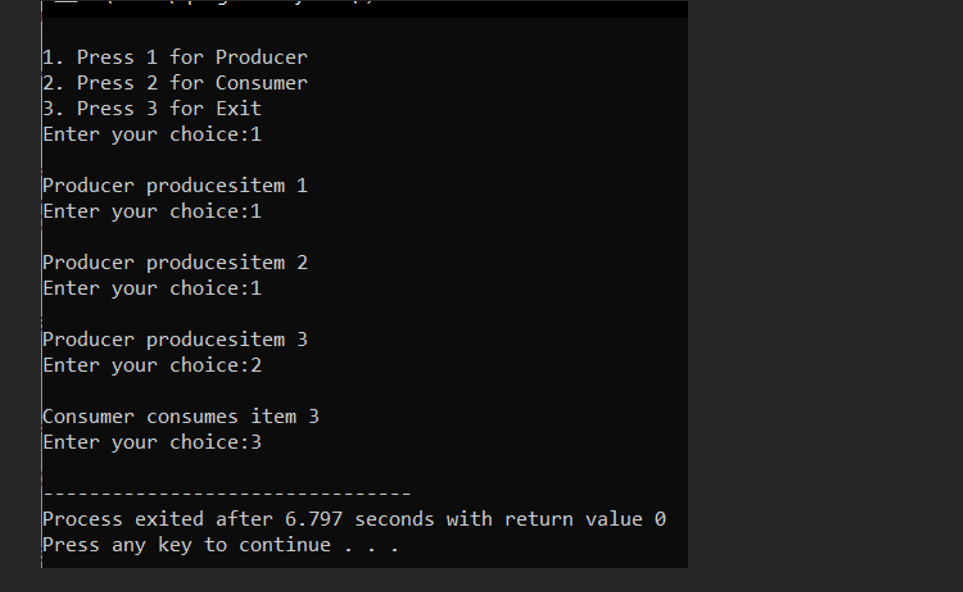 1. Press 1 for Producer
2. Press 2 for Consumer
3. Press 3 for Exit
Enter your choice:1
Producer producesitem 1
Enter your choice:1
Producer producesitem 2
Enter your choice:1
Producer producesitem 3
Enter your choice:2
Consumer consumes item 3
Enter your choice:3
--------------------------------
Process exited after 6.797 seconds with return value 0
Press any key to continue . . .